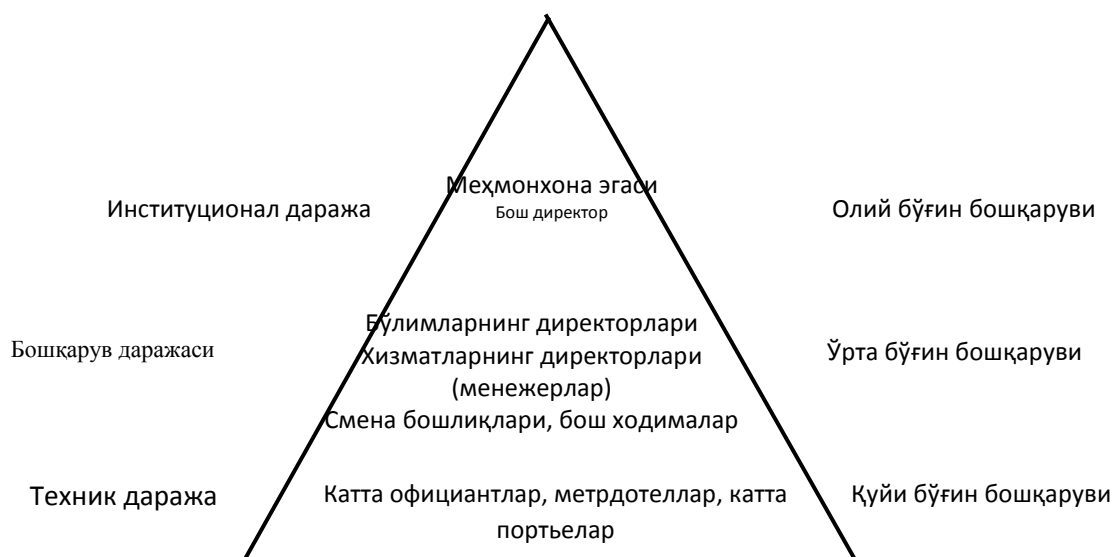 Меҳмонхона эгаси
Институционал даража
Бош директор
Олий бўғин бошқаруви
Бўлимларнинг директорлари
Бошқарув даражаси
Хизматларнинг директорлари
Ўрта бўғин бошқаруви
(менежерлар)
Смена бошлиқлари, бош ходималар
Техник даража
Катта официантлар, метрдотеллар, катта
портьелар
Қуйи бўғин бошқаруви